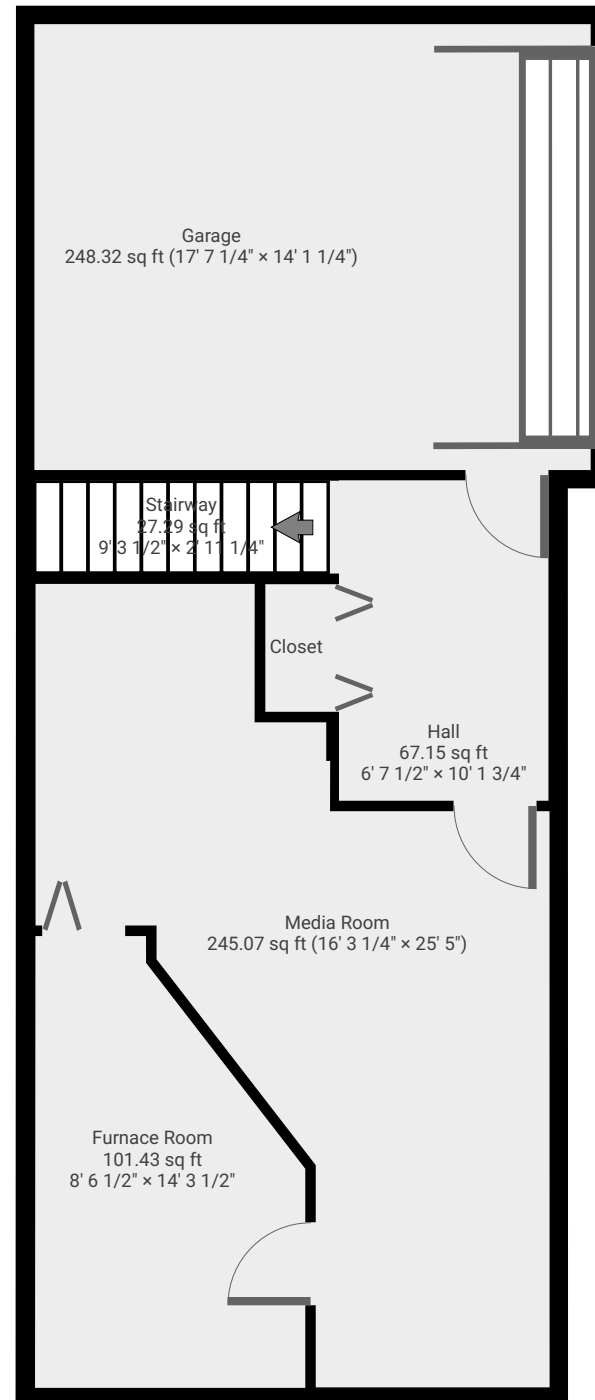 Garage
248.32 sq ft (17' 7 1/4" × 14' 1 1/4")
Stairway
27.29 sq ft
9' 3 1/2" × 2' 11 1/4"
Closet
Hall
67.15 sq ft
6' 7 1/2" × 10' 1 3/4"
Media Room
245.07 sq ft (16' 3 1/4" × 25' 5")
Furnace Room
101.43 sq ft
8' 6 1/2" × 14' 3 1/2"